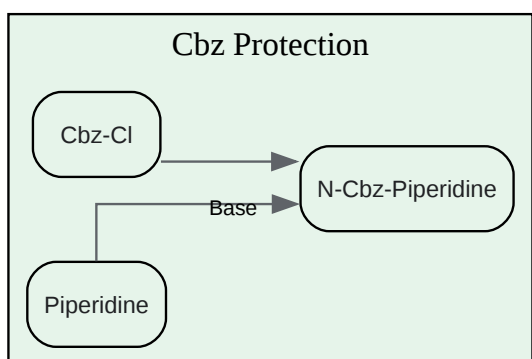 Cbz Protection
Cbz-Cl
N-Cbz-Piperidine
Base
Piperidine